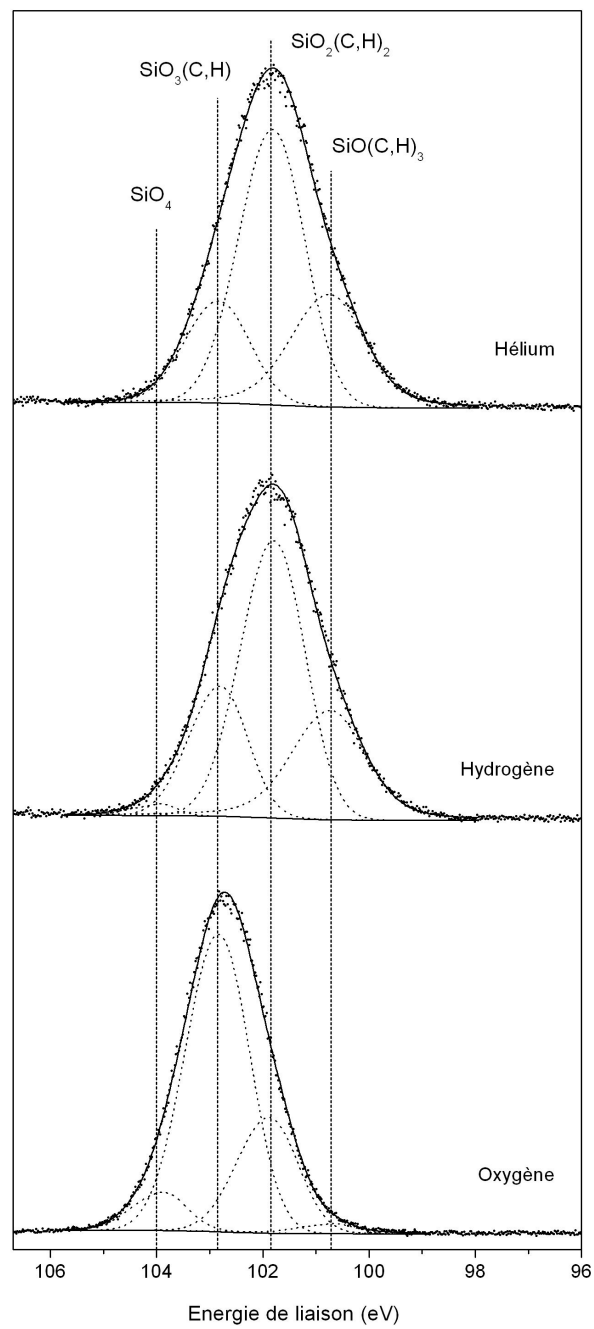 SiO₂(C,H)₂
SiO₃(C,H)
SiO(C,H)₃
SiO₄
Hélium
Hydrogène
Oxygène
106 104 102 100 98 96
Energie de liaison (eV)